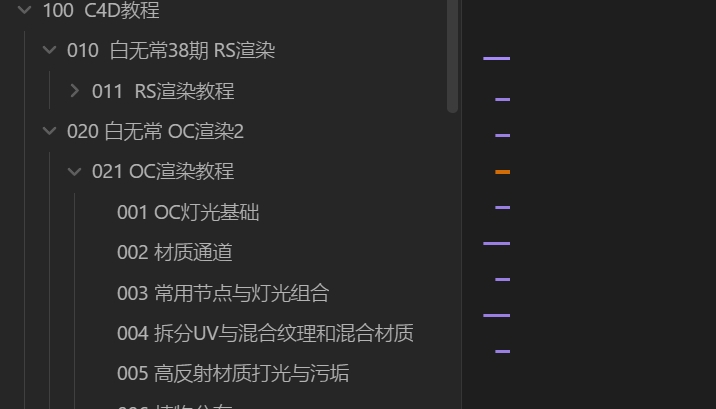 100 C4D教程
010 白无常38期 RS渲染
011 RS渲染教程
020 白无常 OC渲染2
021 OC渲染教程
001 OC灯光基础
002 材质通道
003 常用节点与灯光组合
004 拆分UV与混合纹理和混合材质
005 高反射材质打光与污垢